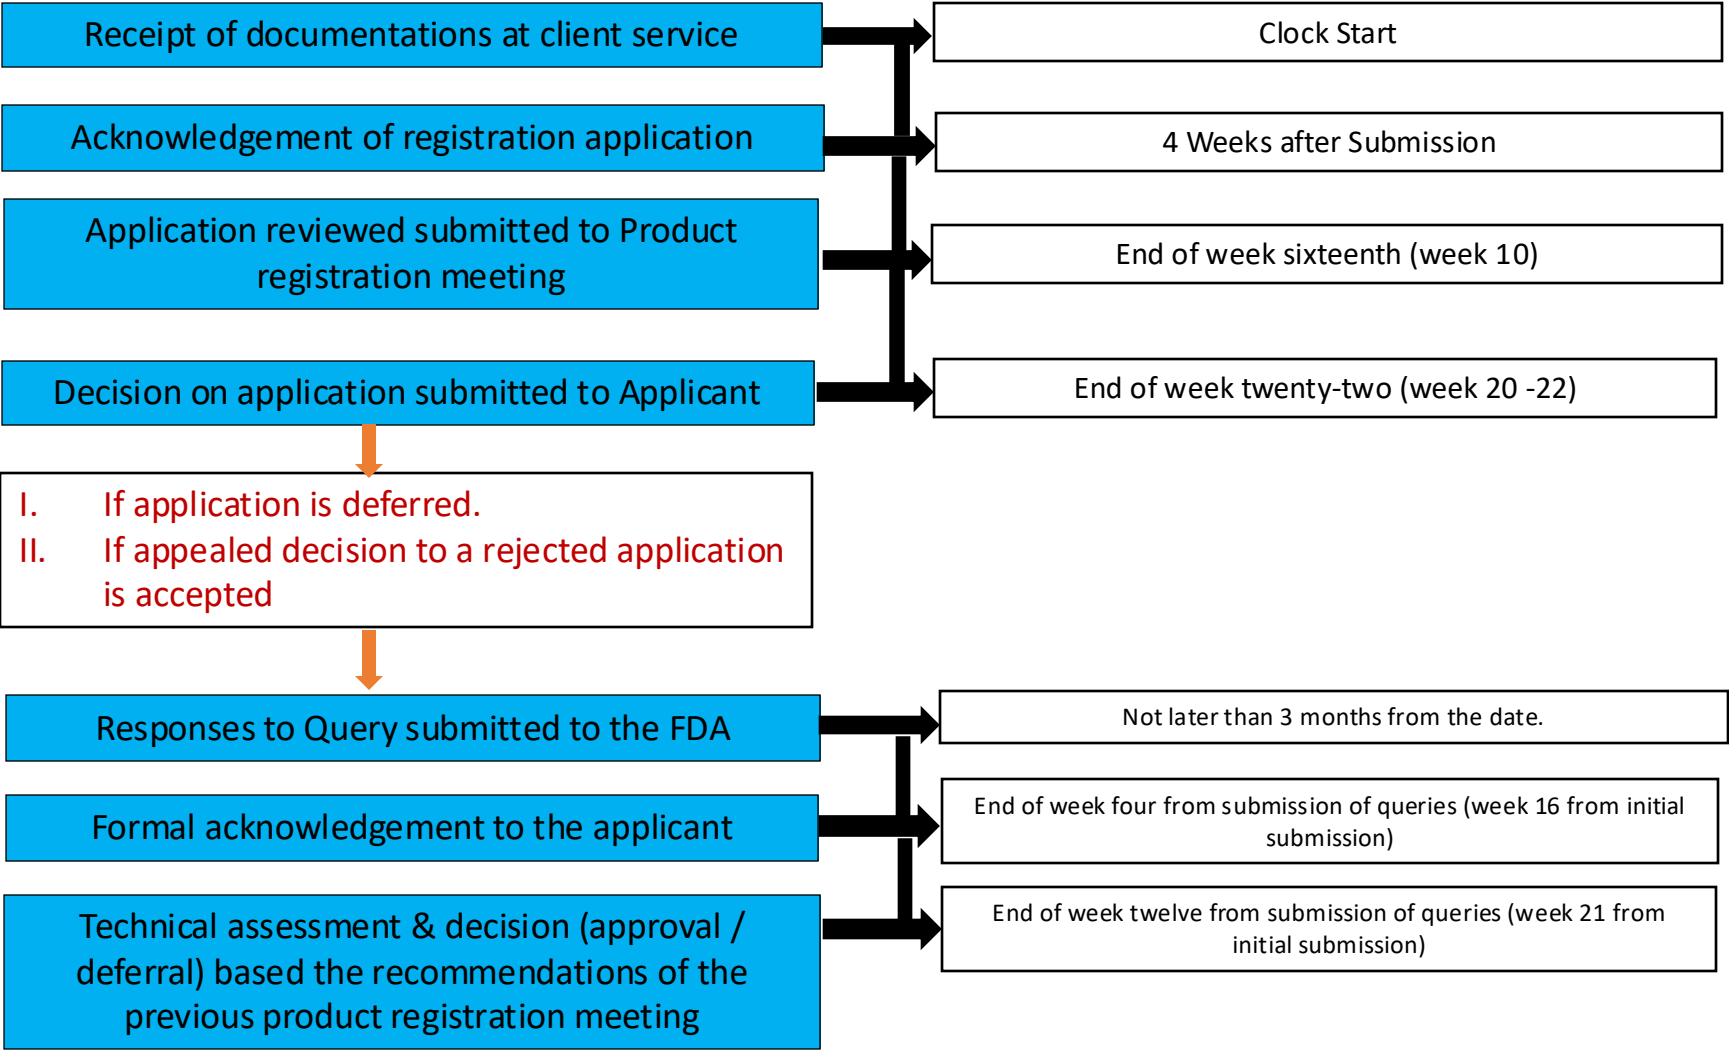 Receipt of documentations at client service
Clock Start
Acknowledgement of registration application
4 Weeks after Submission
Application reviewed submitted to Product
registration meeting
End of week sixteenth (week 10)
Decision on application submitted to Applicant
End of week twenty-two (week 20 -22)
I. If application is deferred.
II. If appealed decision to a rejected application
is accepted
Responses to Query submitted to the FDA
Not later than 3 months from the date.
Formal acknowledgement to the applicant
End of week four from submission of queries (week 16 from initial
submission)
Technical assessment & decision (approval /
deferral) based the recommendations of the
previous product registration meeting
End of week twelve from submission of queries (week 21 from
initial submission)